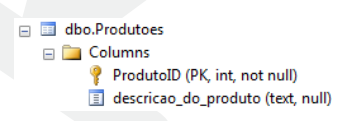 dbo.Produtoes
Columns
ProdutoID (PK, int, not null)
descricao_do_produto (text, null)